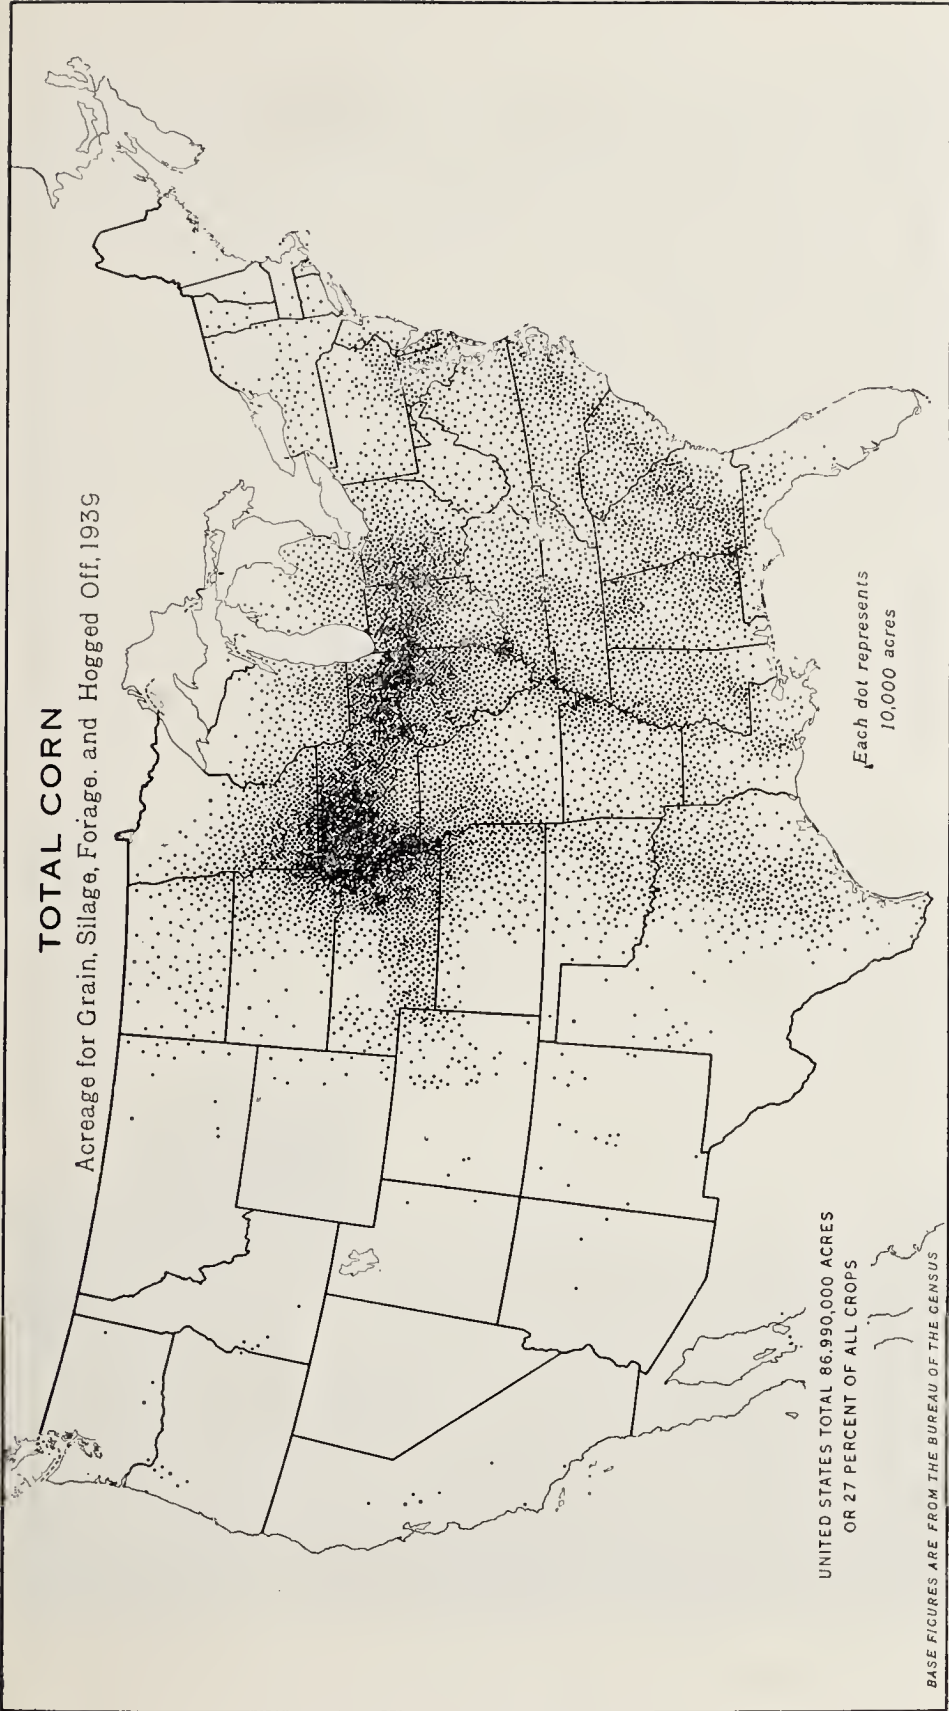 TOTAL CORN
Acreage for Grain, Silage, Forage, and Hogged Off, 1939
Each dot represents
10,000 acres
UNITED STATES TOTAL 86,990,000 ACRES
OR 27 PERCENT OF ALL CROPS
BASE FIGURES ARE FROM THE BUREAU OF THE CENSUS